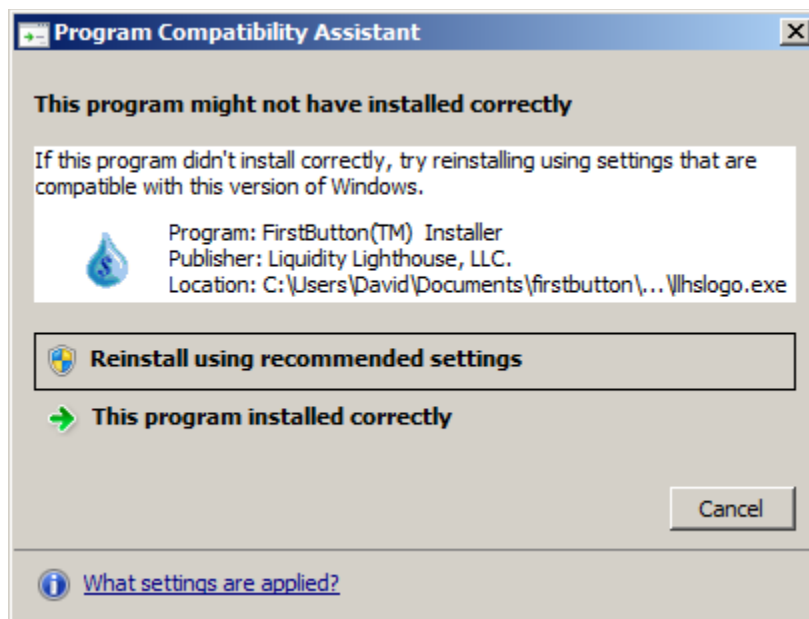 Program Compatibility Assistant
This program might not have installed correctly
If this program didn't install correctly, try reinstalling using settings that are
compatible with this version of Windows.
Program: FirstButton(TM) Installer
Publisher: Liquidity Lighthouse, LLC.
Location: C:\Users\David\Documents\firstbutton\...\llhslogo.exe
$
Reinstall using recommended settings
This program installed correctly
Cancel
What settings are applied?